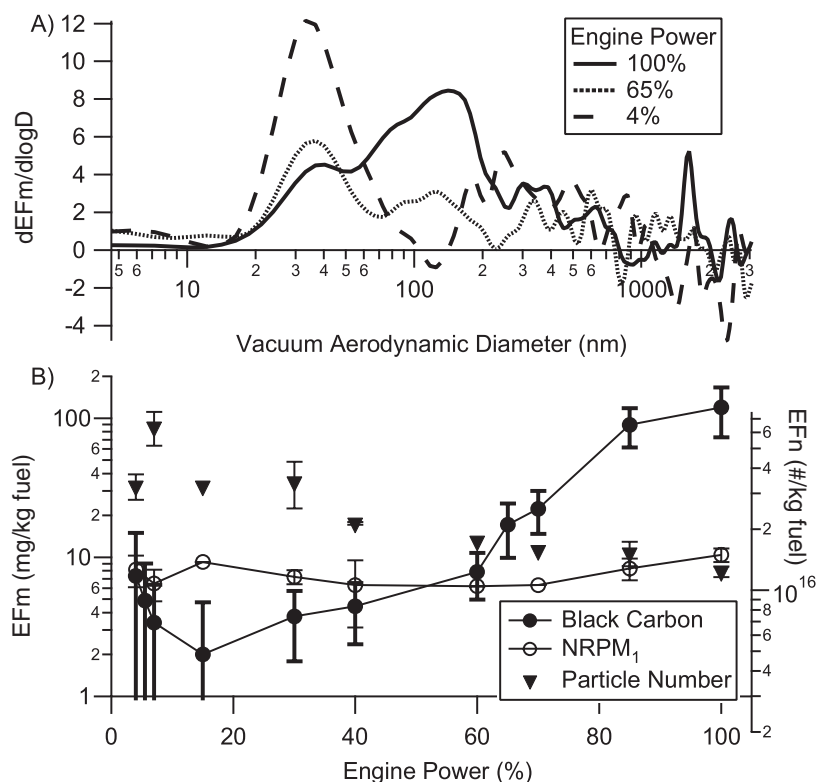 A)
Engine Power
100%
65%
4%
dEFm/dlogD
12
10
8
6
4
2
0
-2
-4
5 6 2 3 4 5 6 2 3 4 5 6 2 3
10 100 1000
Vacuum Aerodynamic Diameter (nm)
B)
EFm (mg/kg fuel)
2
100
6
4
2
10
6
4
2
1
EFn (#/kg fuel)
6
4
2
10^16
8
6
4
2
Black Carbon
NRPM₁
Particle Number
0 20 40 60 80 100
Engine Power (%)